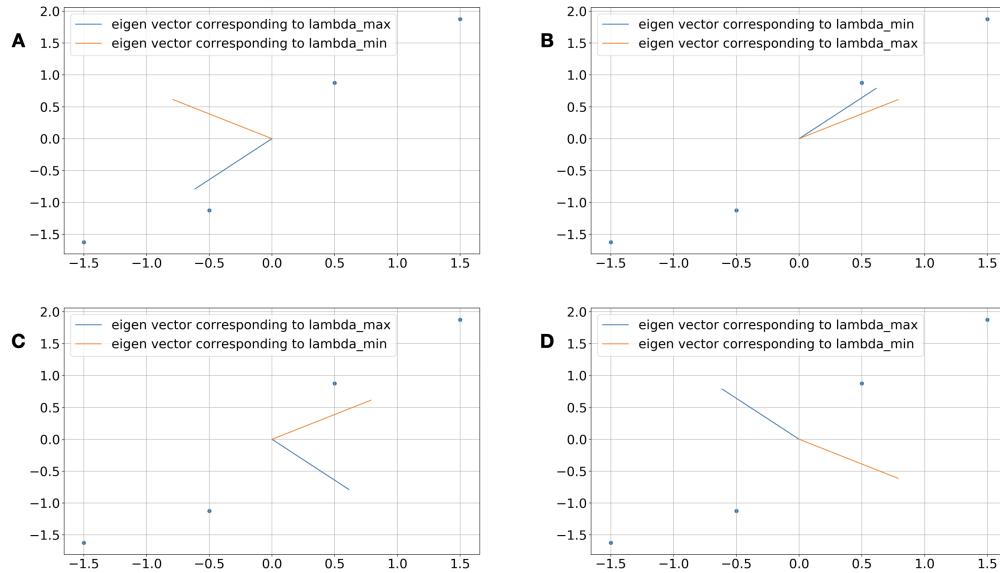 A
eigen vector corresponding to lambda_max
eigen vector corresponding to lambda_min
2.0
1.5
1.0
0.5
0.0
−0.5
−1.0
−1.5
−1.5 −1.0 −0.5 0.0 0.5 1.0 1.5
B
eigen vector corresponding to lambda_min
eigen vector corresponding to lambda_max
2.0
1.5
1.0
0.5
0.0
−0.5
−1.0
−1.5
−1.5 −1.0 −0.5 0.0 0.5 1.0 1.5
C
eigen vector corresponding to lambda_max
eigen vector corresponding to lambda_min
2.0
1.5
1.0
0.5
0.0
−0.5
−1.0
−1.5
−1.5 −1.0 −0.5 0.0 0.5 1.0 1.5
D
eigen vector corresponding to lambda_max
eigen vector corresponding to lambda_min
2.0
1.5
1.0
0.5
0.0
−0.5
−1.0
−1.5
−1.5 −1.0 −0.5 0.0 0.5 1.0 1.5